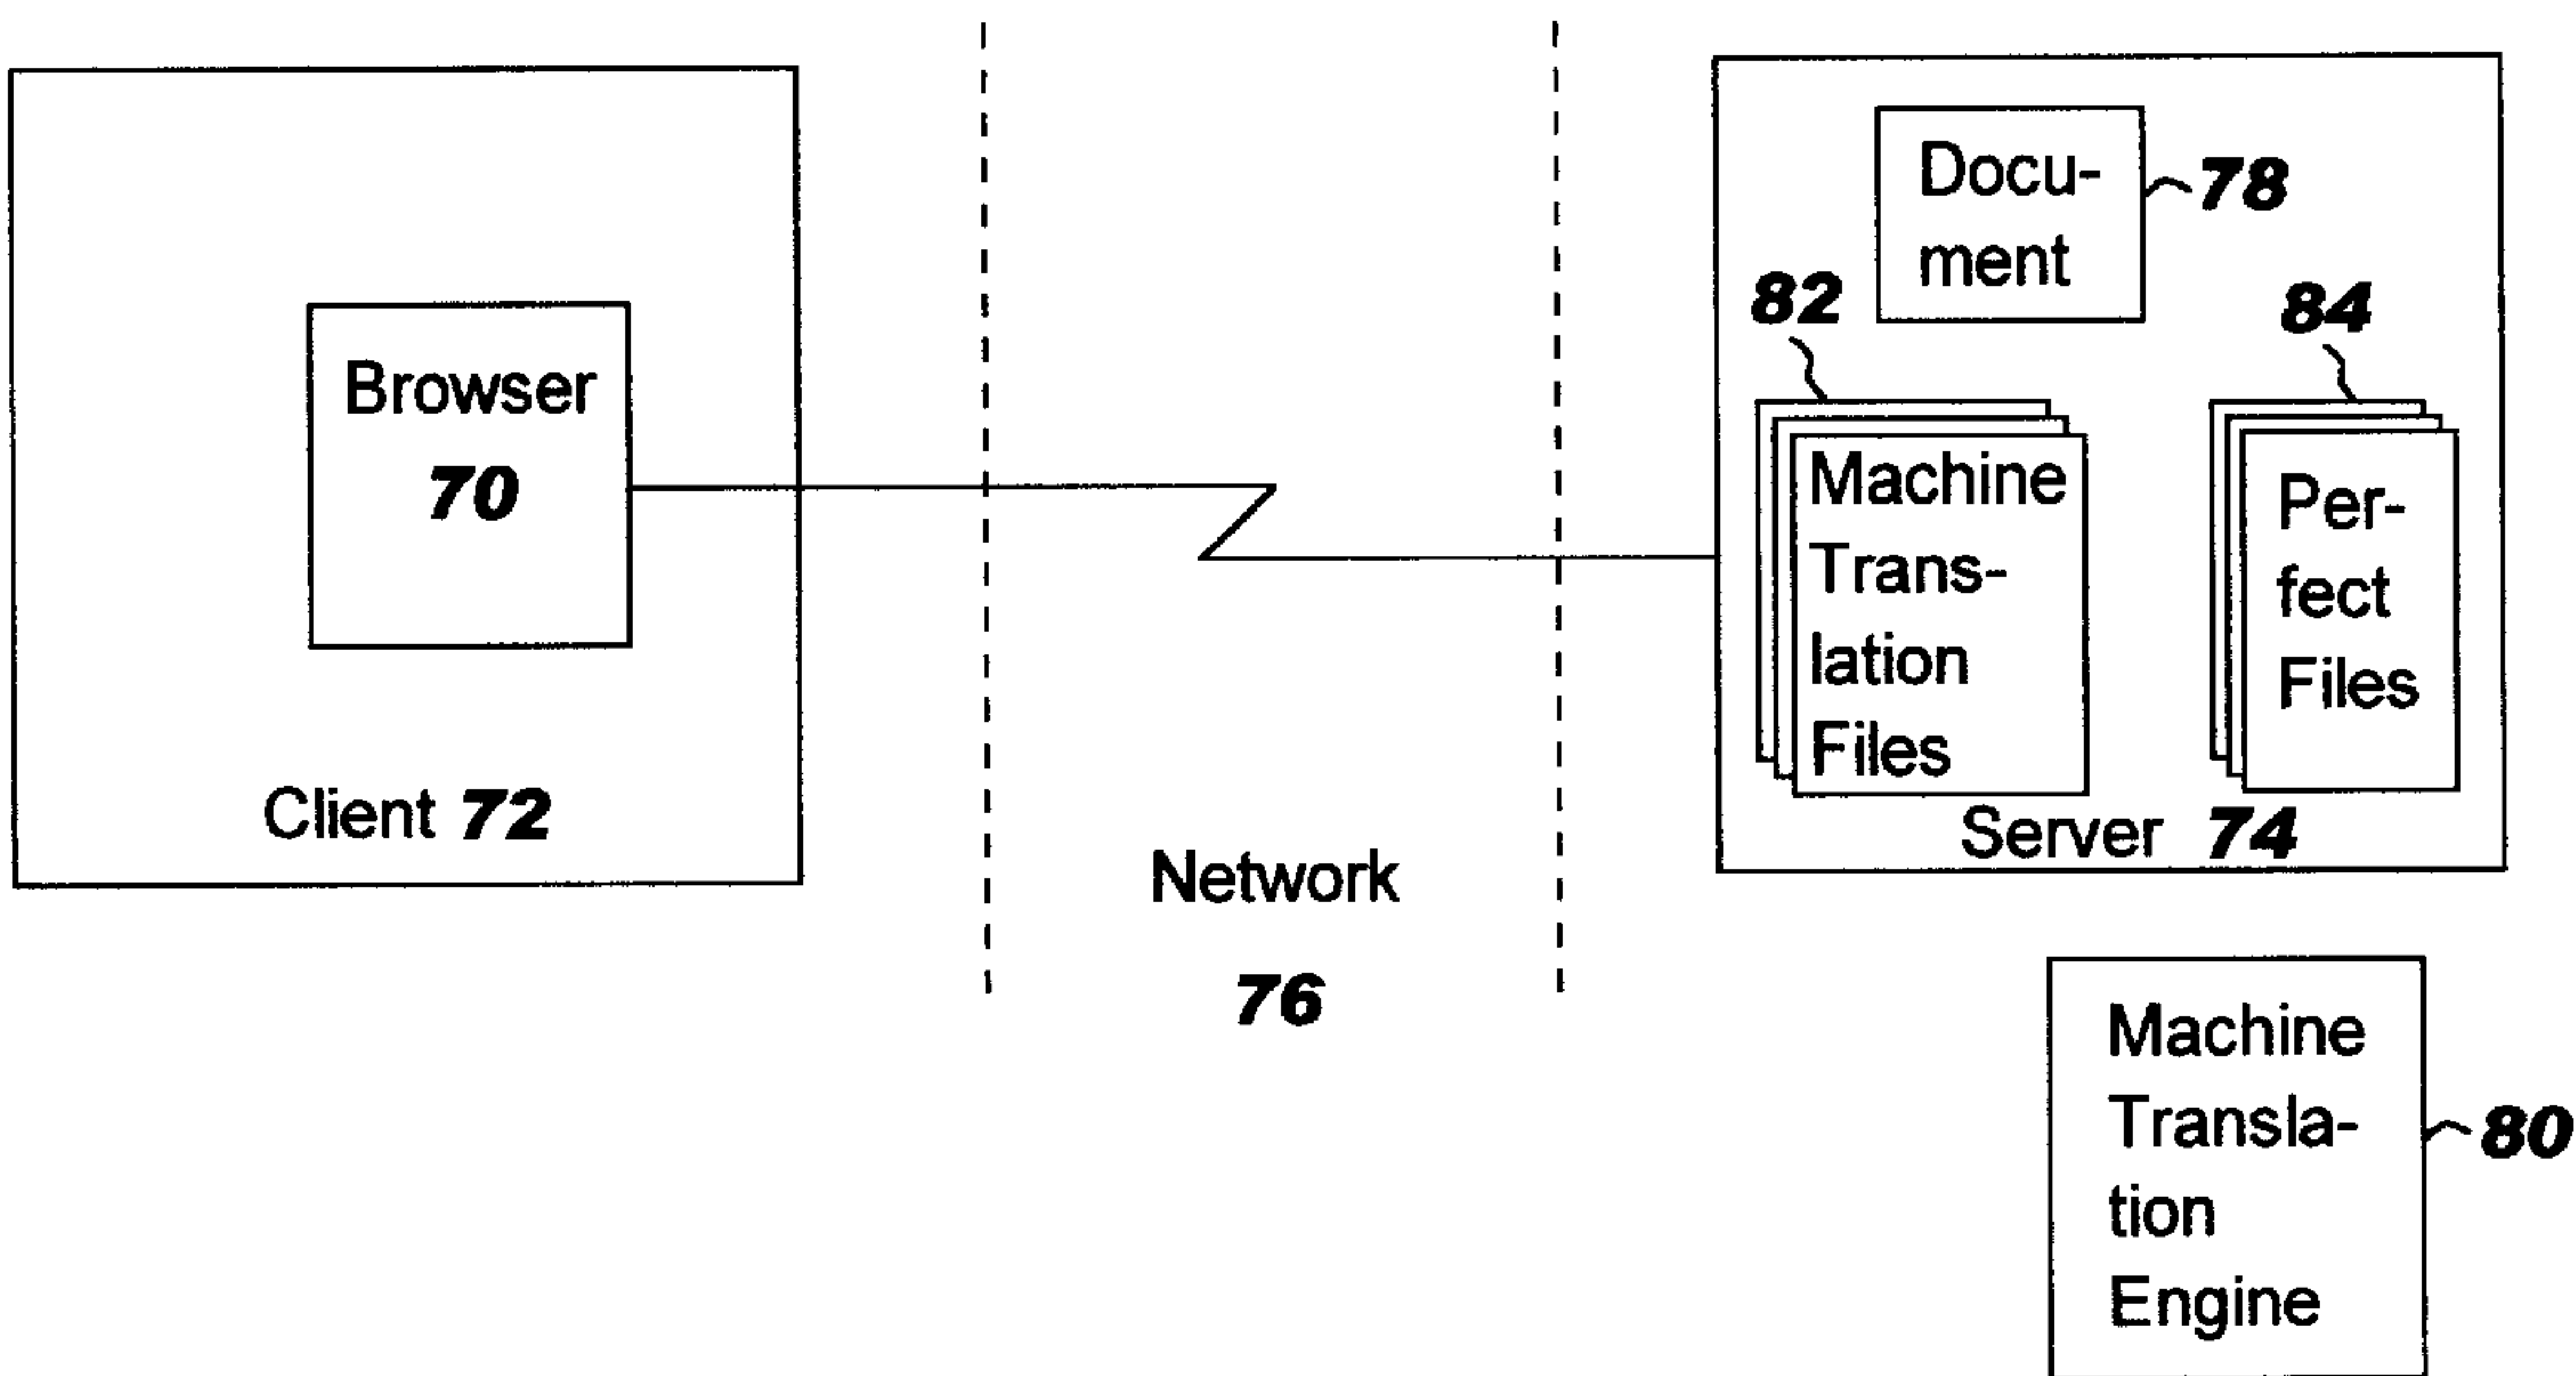 Browser
70
Client 72
Network
76
Docu-
ment
78
82
84
Machine
Trans-
lation
Files
Per-
fect
Files
Server 74
Machine
Transla-
tion
Engine
80